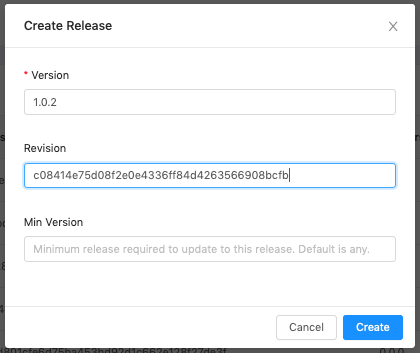 Create Release
* Version
1.0.2
Revision
c08414e75d08f2e0e4336ff84d4263566908bcfb
Min Version
Minimum release required to update to this release. Default is any.
Cancel
Create